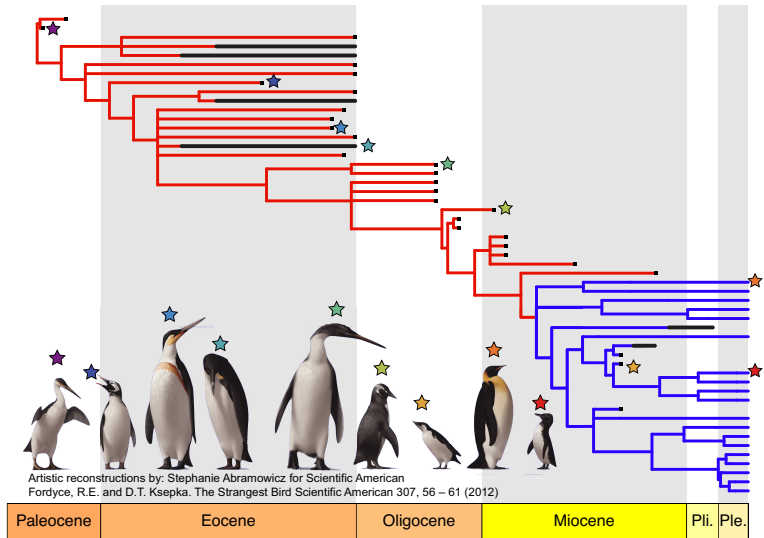 Artistic reconstructions by: Stephanie Abramowicz for Scientific American
Fordyce, R.E. and D.T. Ksepka. The Strangest Bird Scientific American 307, 56 – 61 (2012)
Paleocene Eocene Oligocene Miocene Pli. Ple.